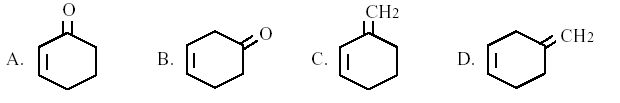 O CH2
A. B. O C. D. CH2